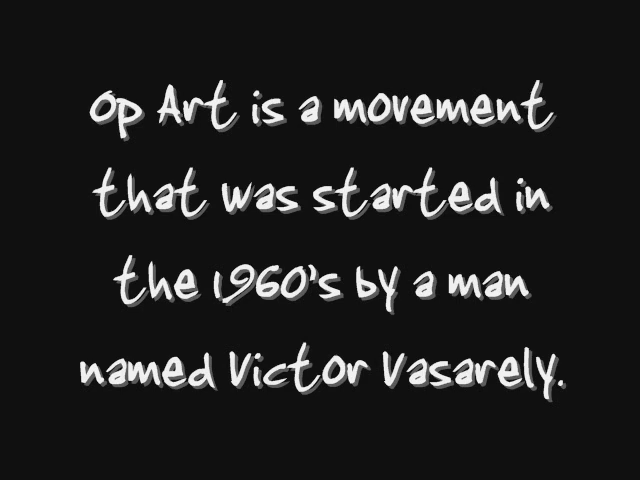 Op Art is a movement
that was started in
the 1960's by a man
named Victor Vasarely.